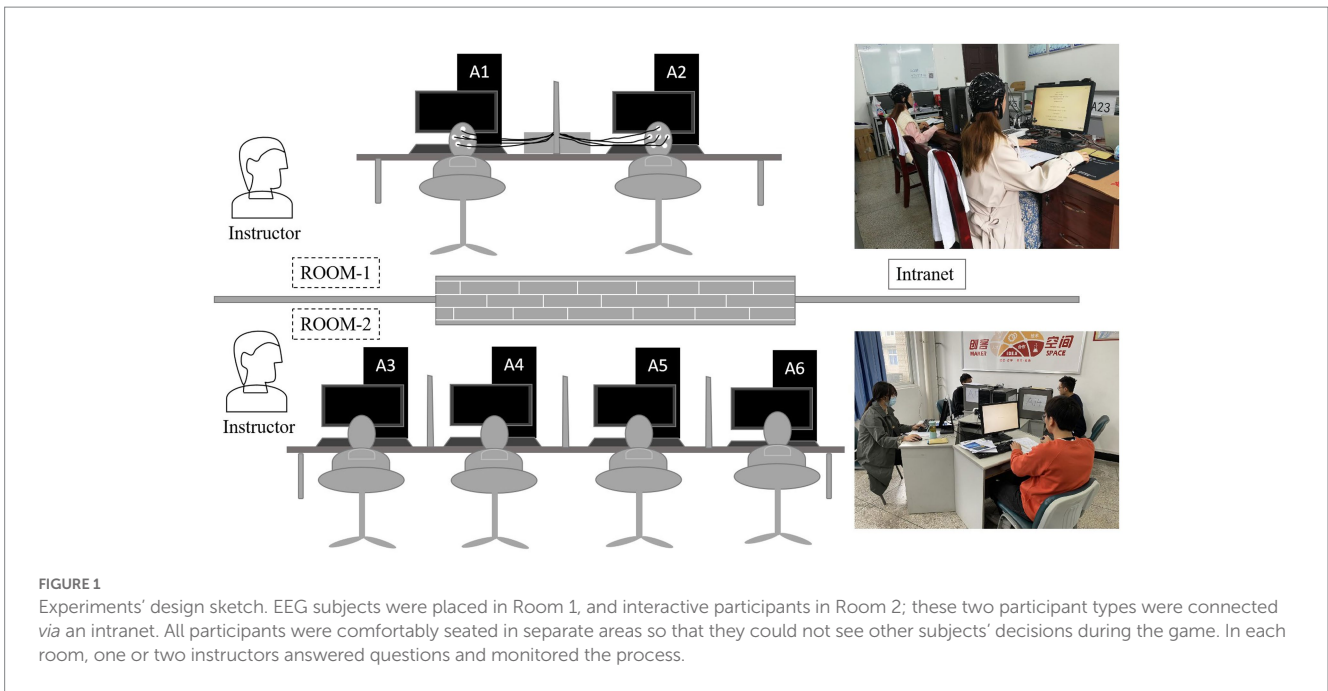 A1
A2
A23
Instructor
ROOM-1
Intranet
ROOM-2
创客
空间
MAKER
SPACE
A3
A4
A5
A6
Instructor
FIGURE 1
Experiments’ design sketch. EEG subjects were placed in Room 1, and interactive participants in Room 2; these two participant types were connected
via an intranet. All participants were comfortably seated in separate areas so that they could not see other subjects’ decisions during the game. In each
room, one or two instructors answered questions and monitored the process.